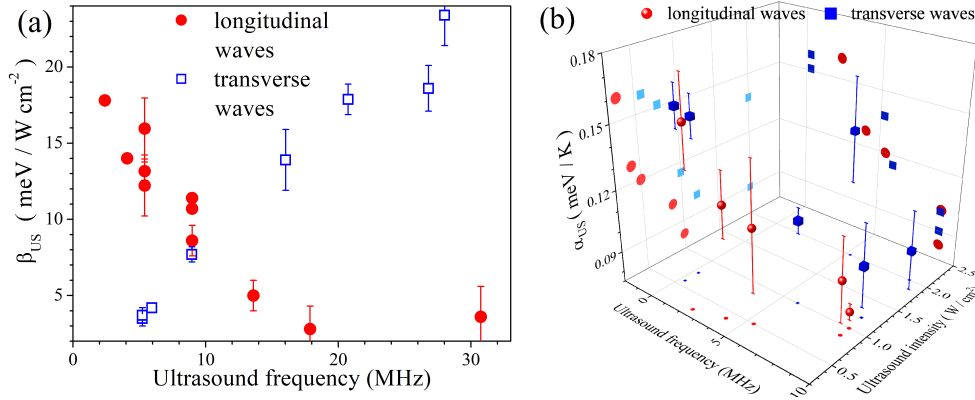 (a)
longitudinal
waves
transverse
waves
β_US ( meV / W cm^-2)
20
15
10
5
0
10
20
30
Ultrasound frequency (MHz)
(b)
longitudinal waves
transverse waves
α_US ( meV / K)
0.18
0.15
0.12
0.09
0
5
10
Ultrasound frequency (MHz)
0.5
1.0
1.5
2.0
2.5
Ultrasound intensity ( W / cm²